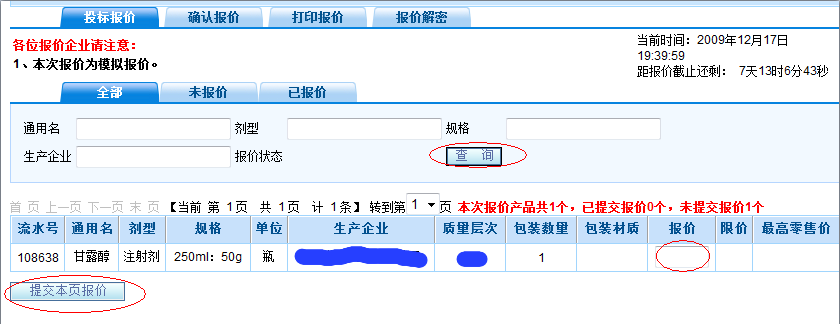 投标报价 确认报价 打印报价 报价解密
各位报价企业请注意：
1、本次报价为模拟报价。
当前时间：2009年12月17日
19:39:59
距报价截止还剩： 7天13时6分43秒
全部 未报价 已报价
通用名 剂型 规格
生产企业 报价状态 查 询
首 页 上一页 下一页 末 页 【当前 第 1页 共 1页 计 1条】 转到第 1 页 本次报价产品共1个，已提交报价0个，未提交报价1个
流水号 通用名 剂型 规格 单位 生产企业 质量层次 包装数量 包装材质 报价 限价 最高零售价
108638 甘露醇 注射剂 250ml：50g 瓶 1
提交本页报价